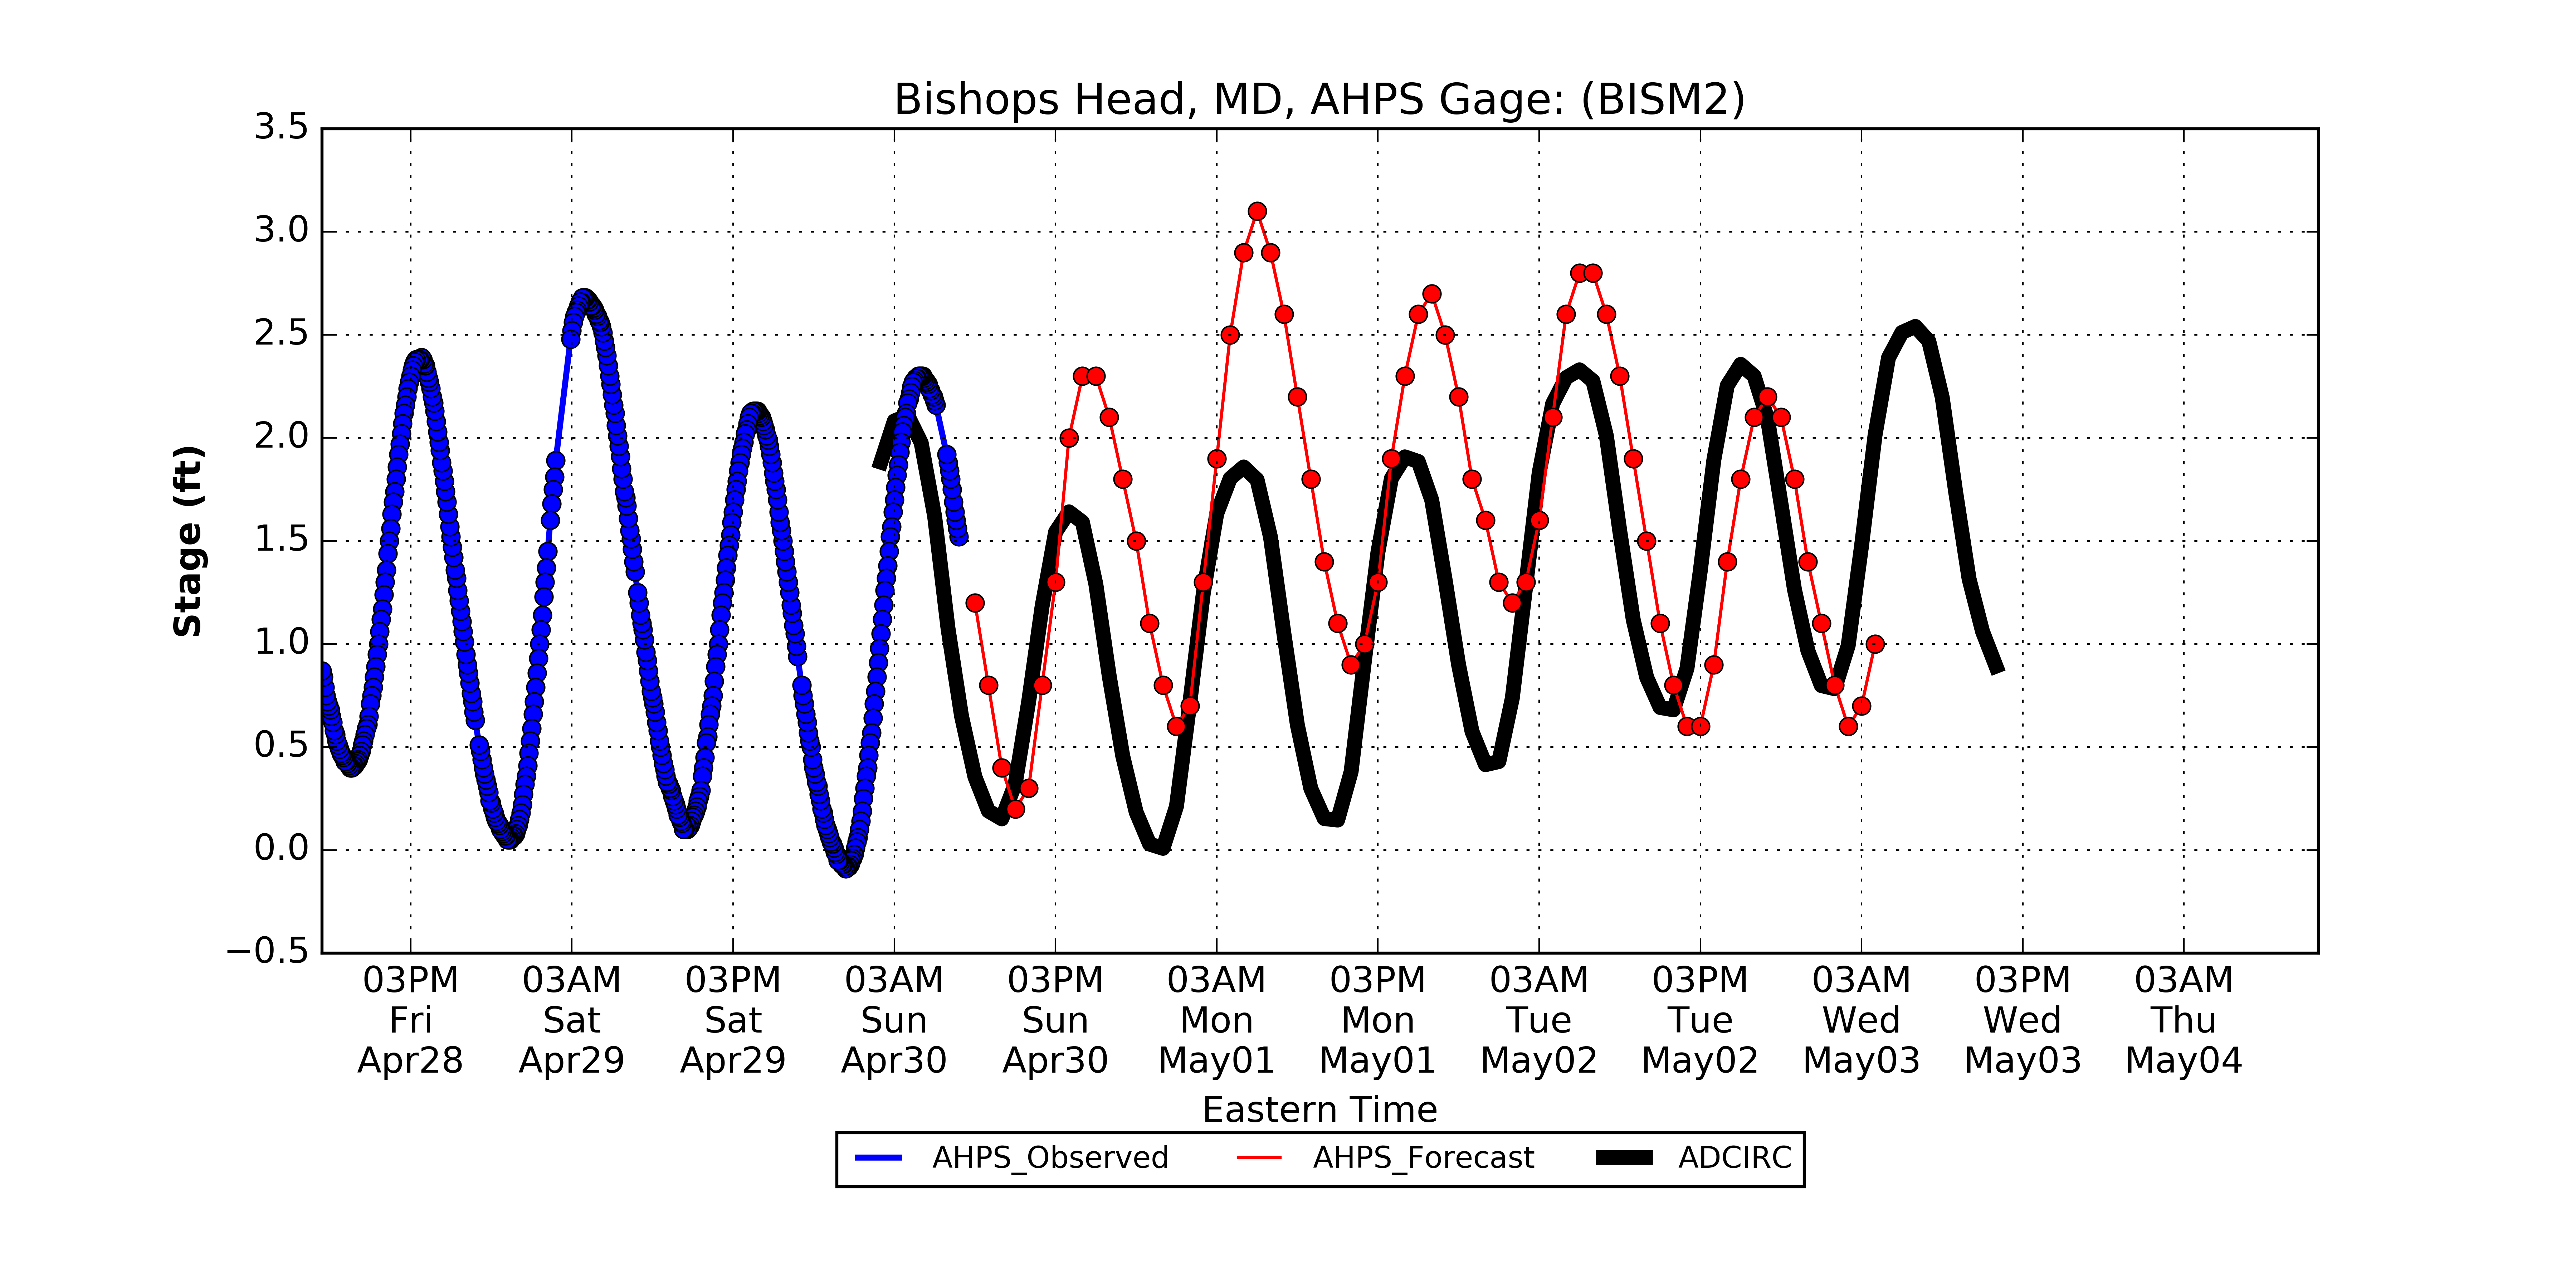 Bishops Head, MD, AHPS Gage: (BISM2)
3.5
3.0
2.5
2.0
1.5
1.0
0.5
0.0
−0.5
Stage (ft)
03PM 03AM 03PM 03AM 03PM 03AM 03PM 03AM 03PM 03AM 03PM 03AM
Fri Sat Sat Sun Sun Mon Mon Tue Tue Wed Wed Thu
Apr28 Apr29 Apr29 Apr30 Apr30 May01 May01 May02 May02 May03 May03 May04
Eastern Time
AHPS_Observed AHPS_Forecast ADCIRC